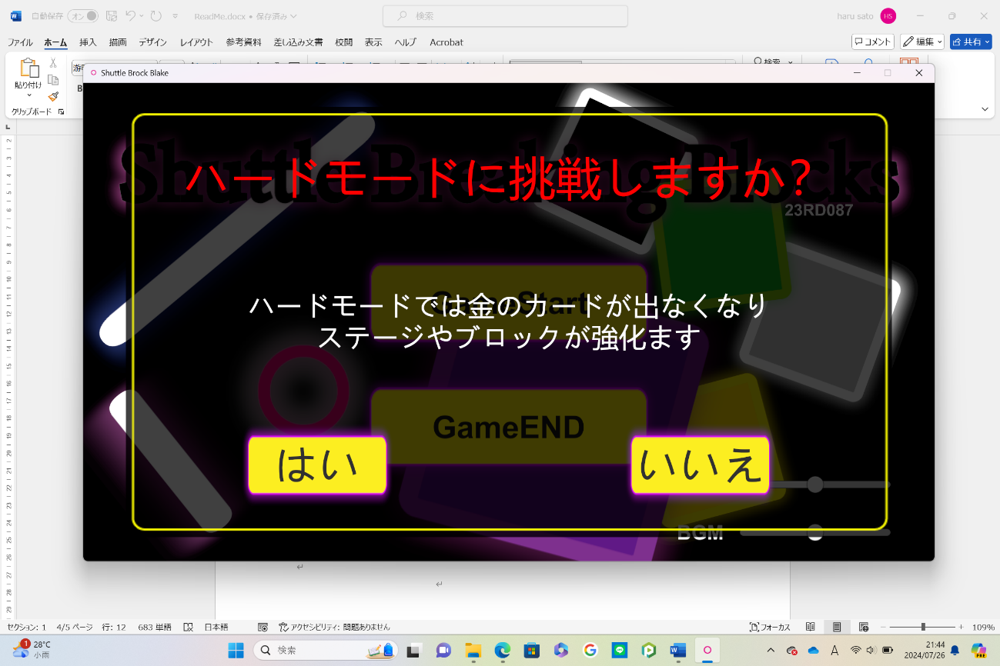 自動保存 オフ ReadMe.docx • 保存済み 検索 haru sato HS
ファイル ホーム 挿入 描画 デザイン レイアウト 参考資料 差し込み文書 校閲 表示 ヘルプ Acrobat コメント 編集 共有
貼り付け
クリップボード
検索
Shuttle Brock Blake
Shuttle Breaking Blocks
ハードモードに挑戦しますか?
23RD087
GameStart
ハードモードでは金のカードが出なくなり
ステージやブロックが強化ます
GameEND
はい いいえ
BGM
セクション: 1 4/5 ページ 行: 12 683 単語 日本語 アクセシビリティ: 問題ありません フォーカス 109%
1 28°C
小雨
検索
A
21:44
2024/07/26
PRE